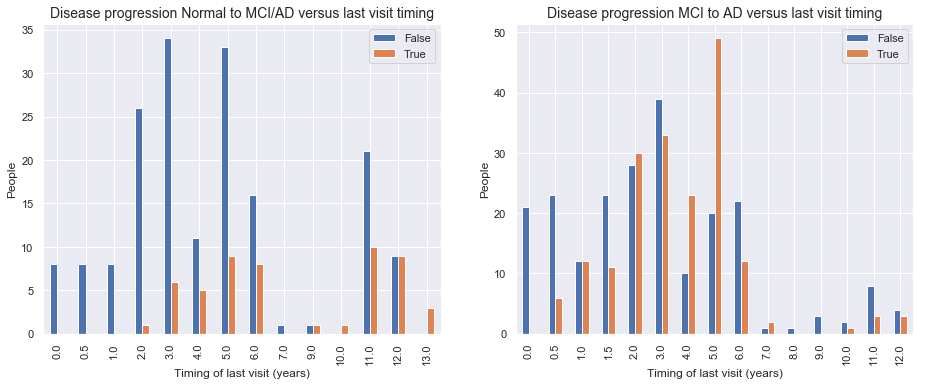 Disease progression Normal to MCI/AD versus last visit timing
False
True
35
30
25
20
15
10
5
0
People
0.0 0.5 1.0 2.0 3.0 4.0 5.0 6.0 7.0 9.0 10.0 11.0 12.0 13.0
Timing of last visit (years)
Disease progression MCI to AD versus last visit timing
False
True
50
40
30
20
10
0
People
0.0 0.5 1.0 1.5 2.0 3.0 4.0 5.0 6.0 7.0 8.0 9.0 10.0 11.0 12.0
Timing of last visit (years)